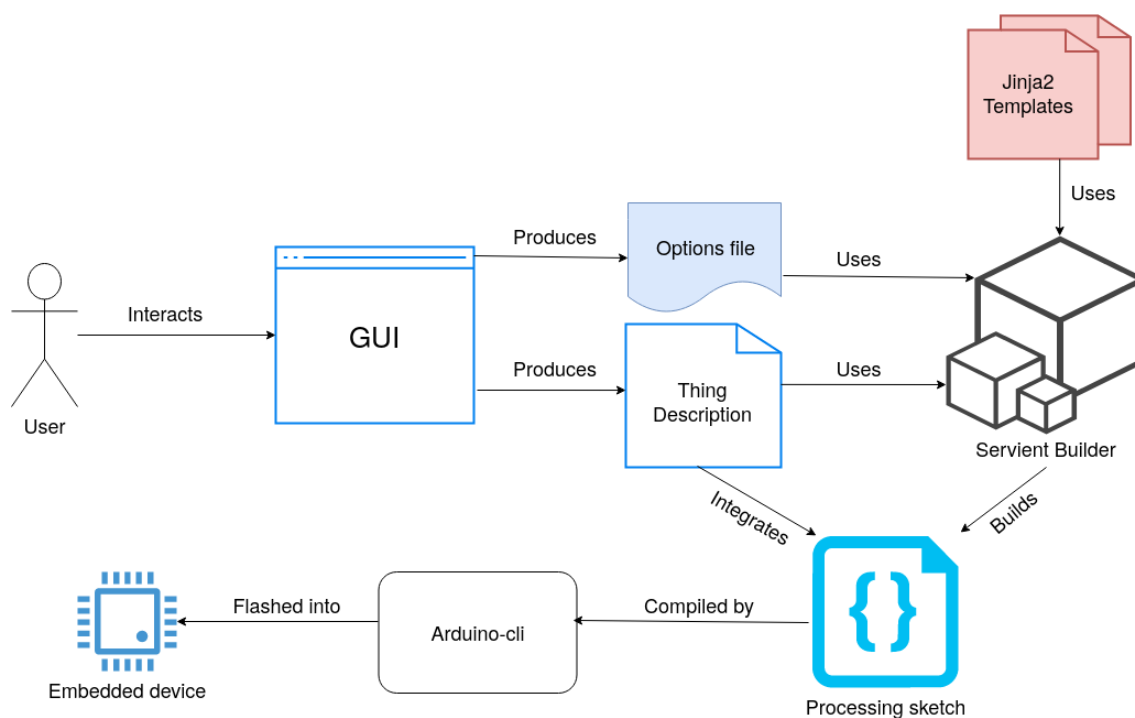 Jinja2
Templates
Uses
Produces
Options file
Uses
Interacts
GUI
Produces
Thing
Description
Uses
User
Servient Builder
Integrates
Builds
{}
Flashed into
Arduino-cli
Compiled by
Embedded device
Processing sketch